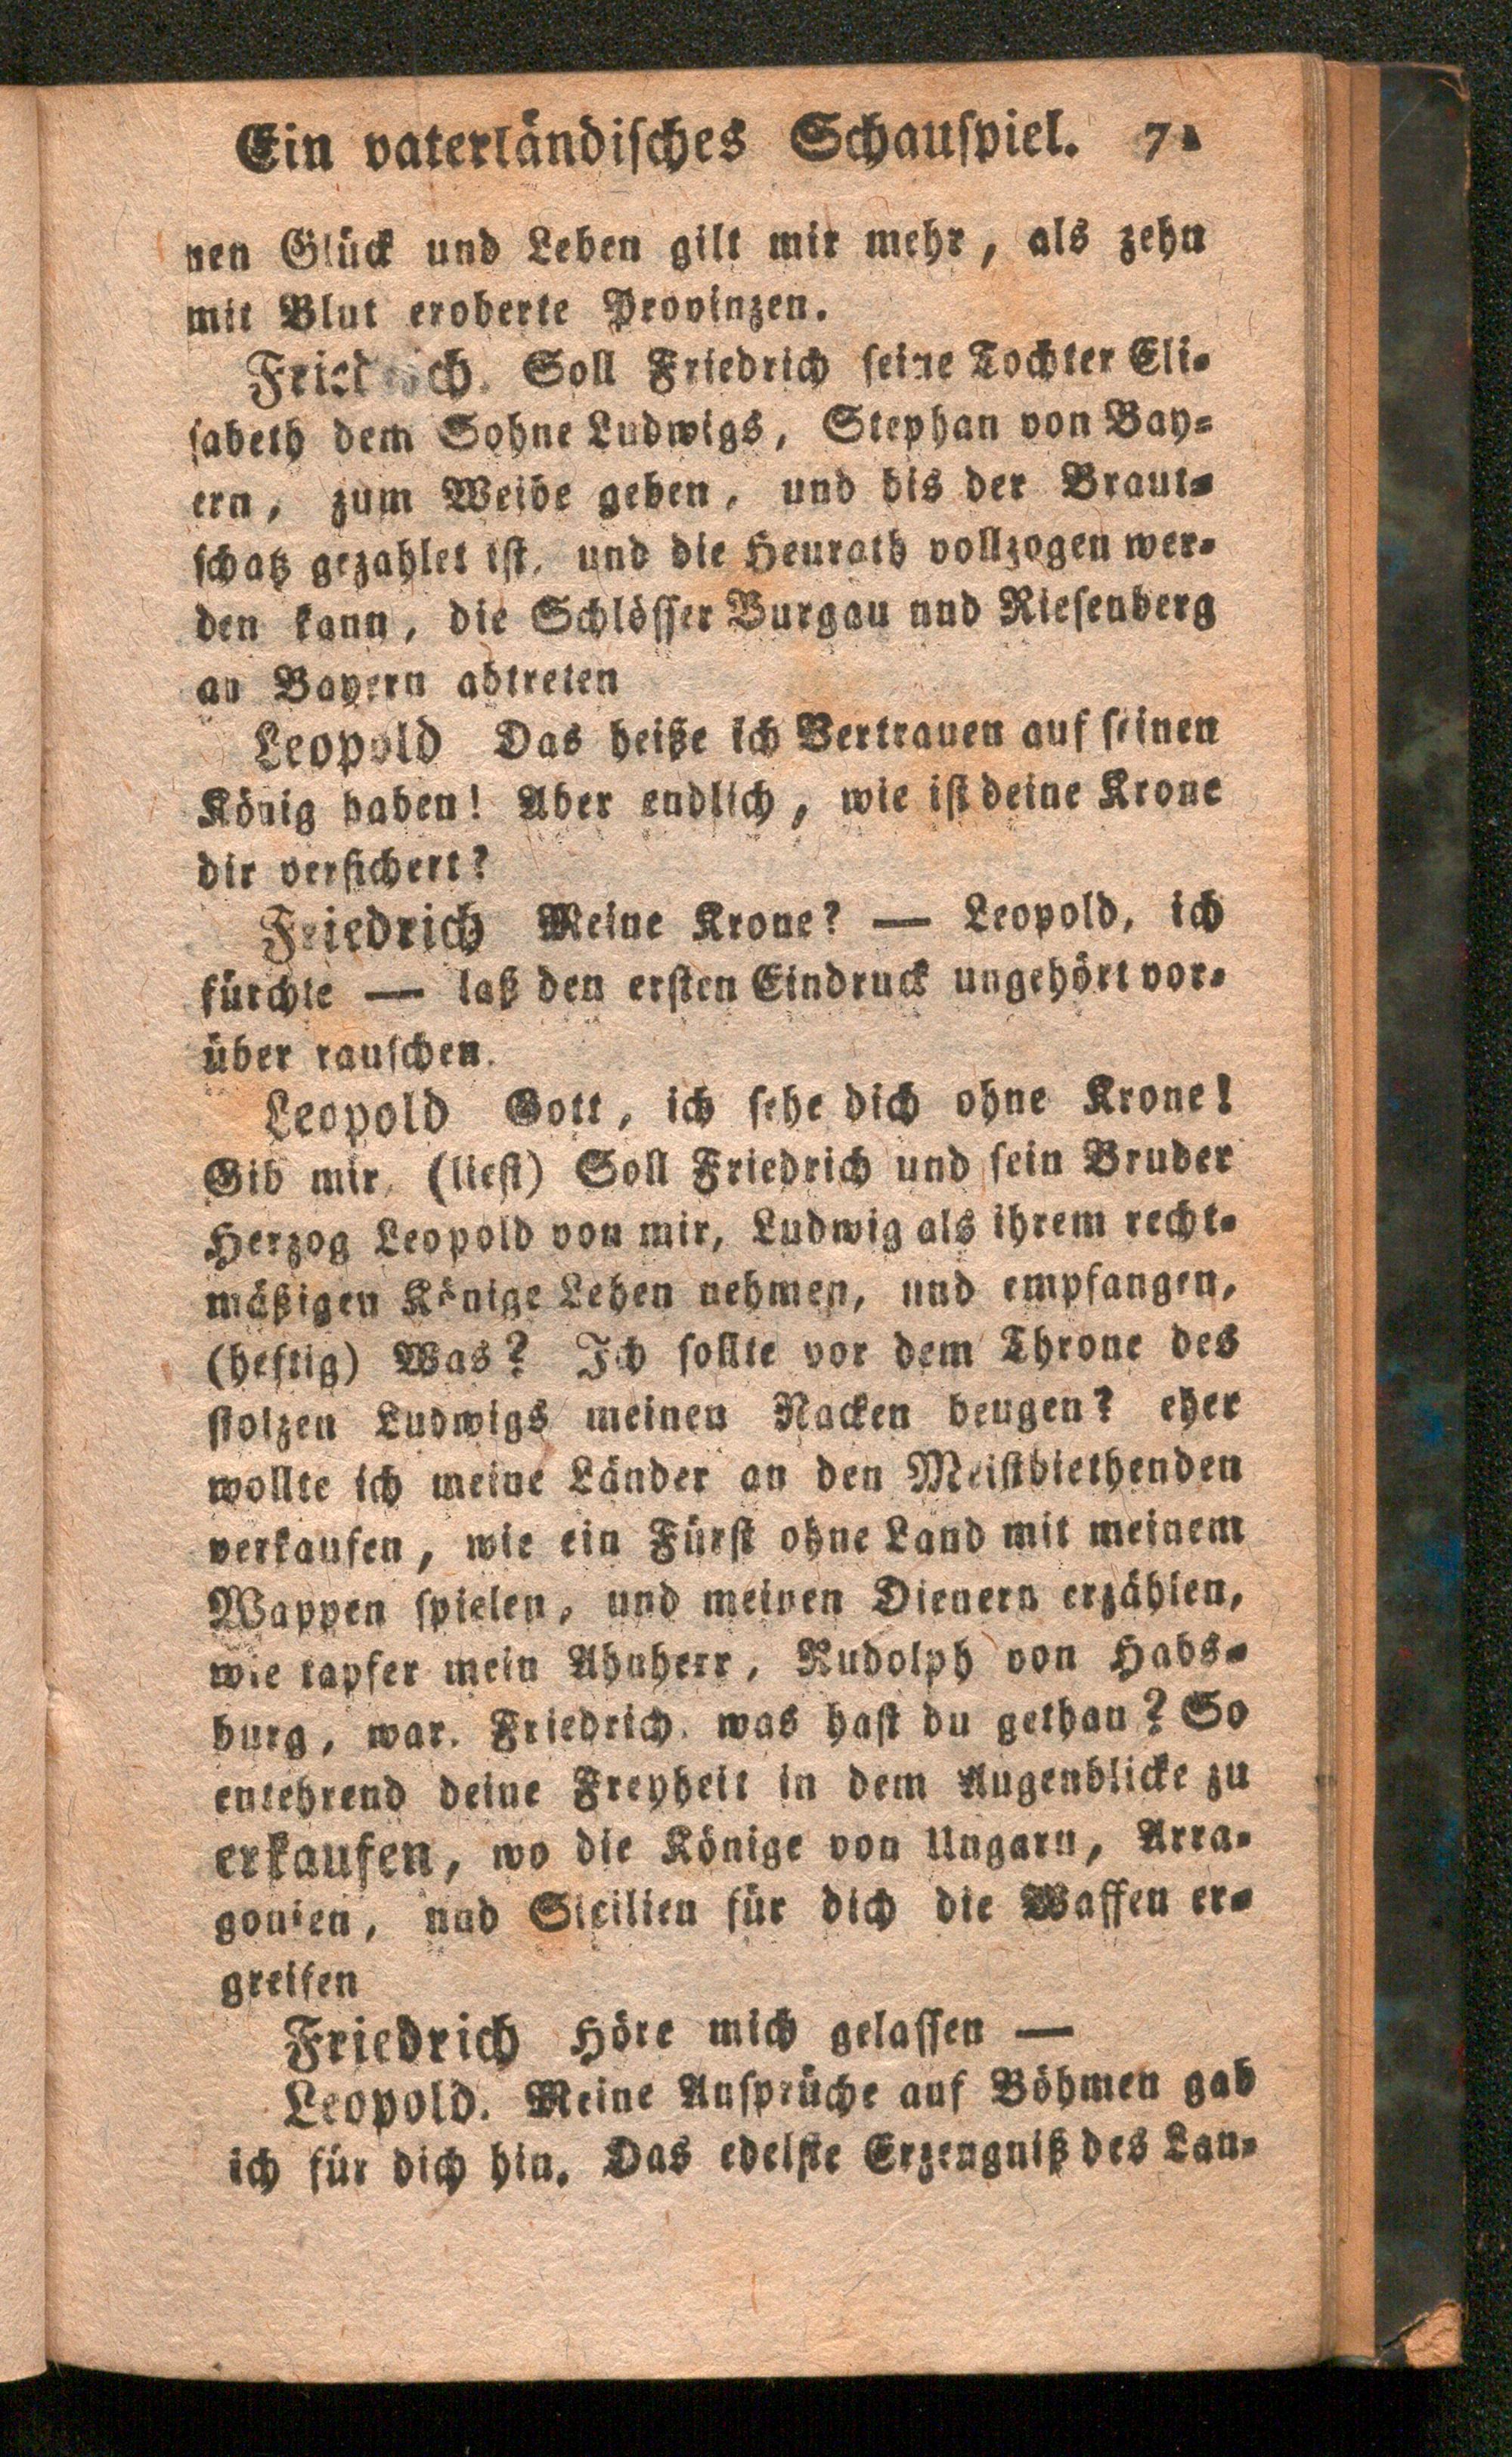 Ein vaterländisches Schauspiel. 71
nen Glück und Leben gilt mir mehr, als zehn
mit Blut eroberte Provinzen.
Friedrich. Soll Friedrich seine Tochter Eli-
sabeth dem Sohne Ludwigs, Stephan von Bay-
ern, zum Weibe geben, und bis der Braut-
schatz gezahlet ist, und die Heurath vollzogen wer-
den kann, die Schlösser Burgau und Riesenberg
an Bayern abtreten
Leopold Das heiße ich Vertrauen auf seinen
König haben! Aber endlich, wie ist deine Krone
dir versichert?
Friedrich Meine Krone? — Leopold, ich
fürchte — laß den ersten Eindruck ungehört vor-
über rauschen.
Leopold Gott, ich sehe dich ohne Krone!
Gib mir, (liest) Soll Friedrich und sein Bruder
Herzog Leopold von mir, Ludwig als ihrem recht-
mäßigen Könige Lehen nehmen, und empfangen,
(heftig) Was? Ich sollte vor dem Throne des
stolzen Ludwigs meinen Nacken beugen? eher
wollte ich meine Länder an den Meistbiethenden
verkaufen, wie ein Fürst ohne Land mit meinem
Wappen spielen, und meinen Dienern erzählen,
wie tapfer mein Ahnherr, Rudolph von Habs-
burg, war. Friedrich, was hast du gethan? So
entehrend deine Freyheit in dem Augenblicke zu
erkaufen, wo die Könige von Ungarn, Arra-
gonien, und Sicilien für dich die Waffen er-
greifen
Friedrich Höre mich gelassen —
Leopold. Meine Ansprüche auf Böhmen gab
ich für dich hin. Das edelste Erzeugniß des Lan-